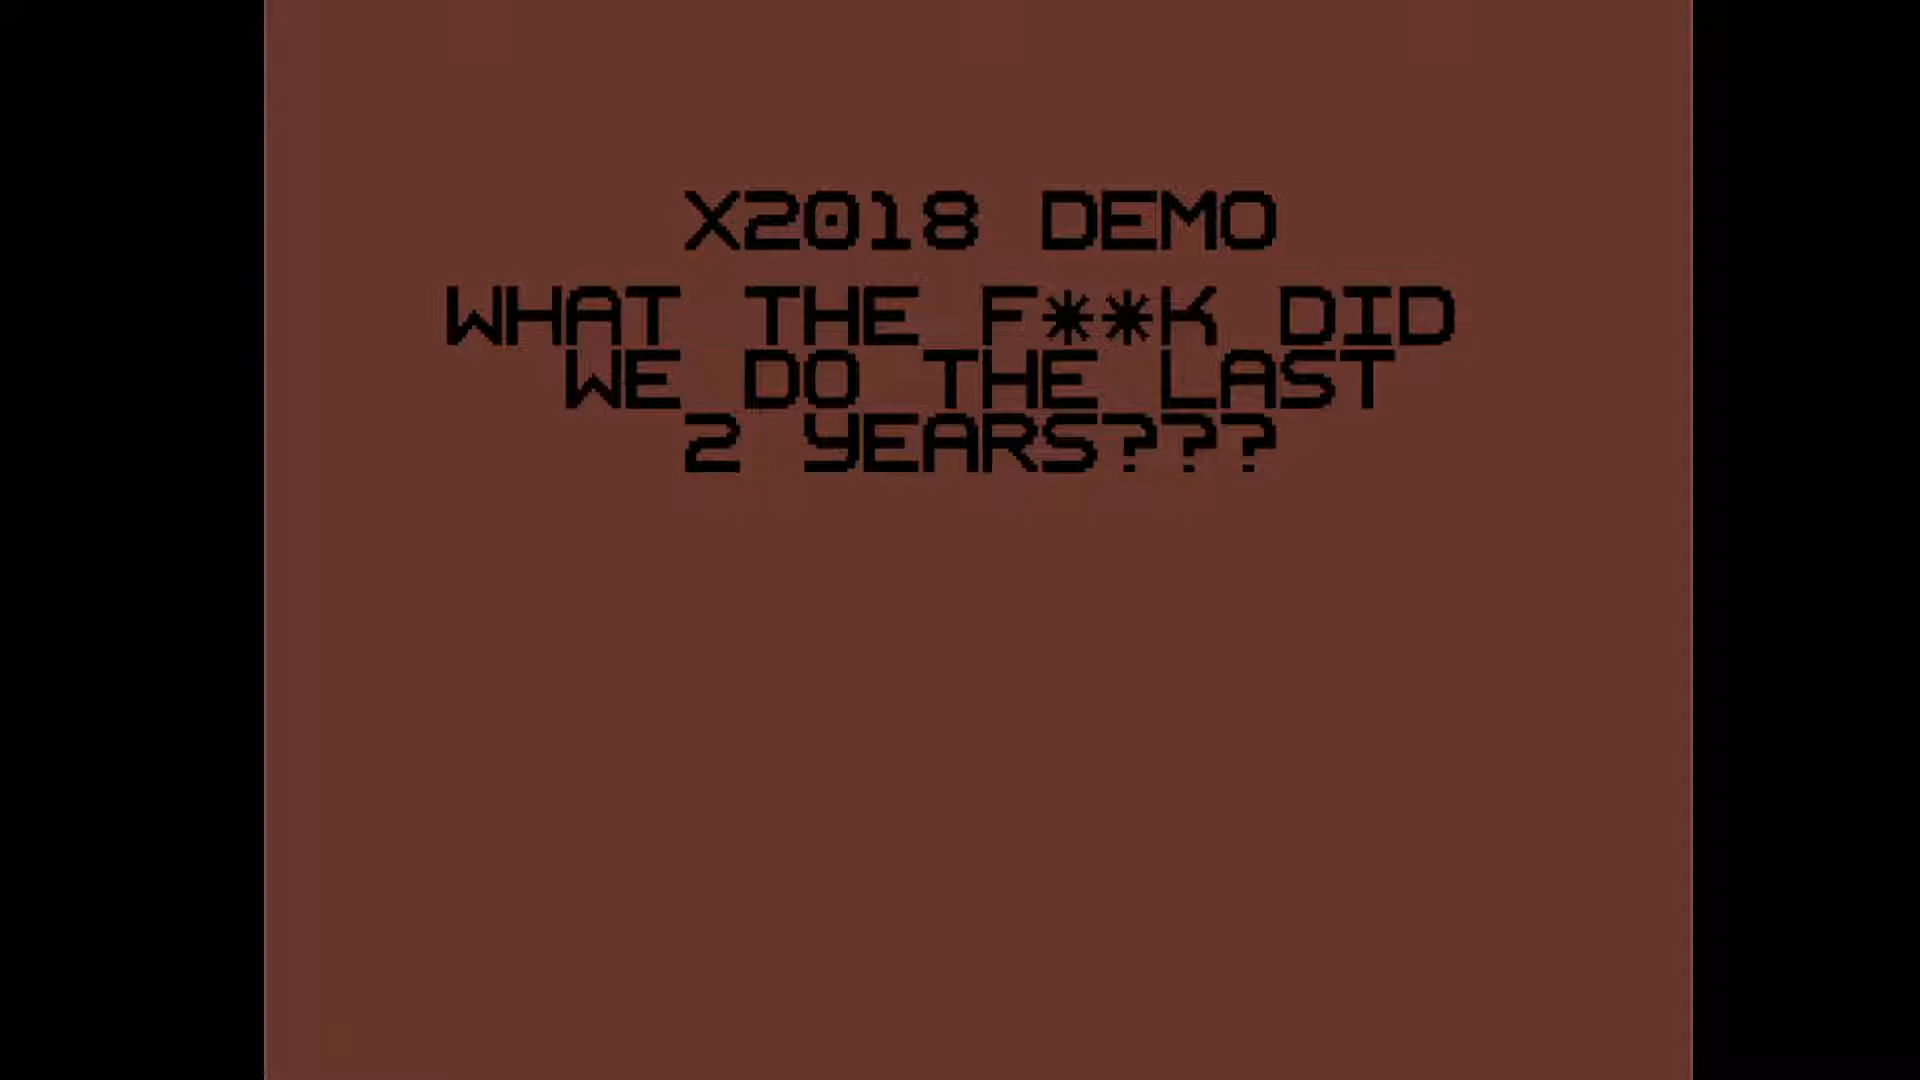 X2018 DEMO
WHAT THE F**K DID
WE DO THE LAST
2 YEARS???